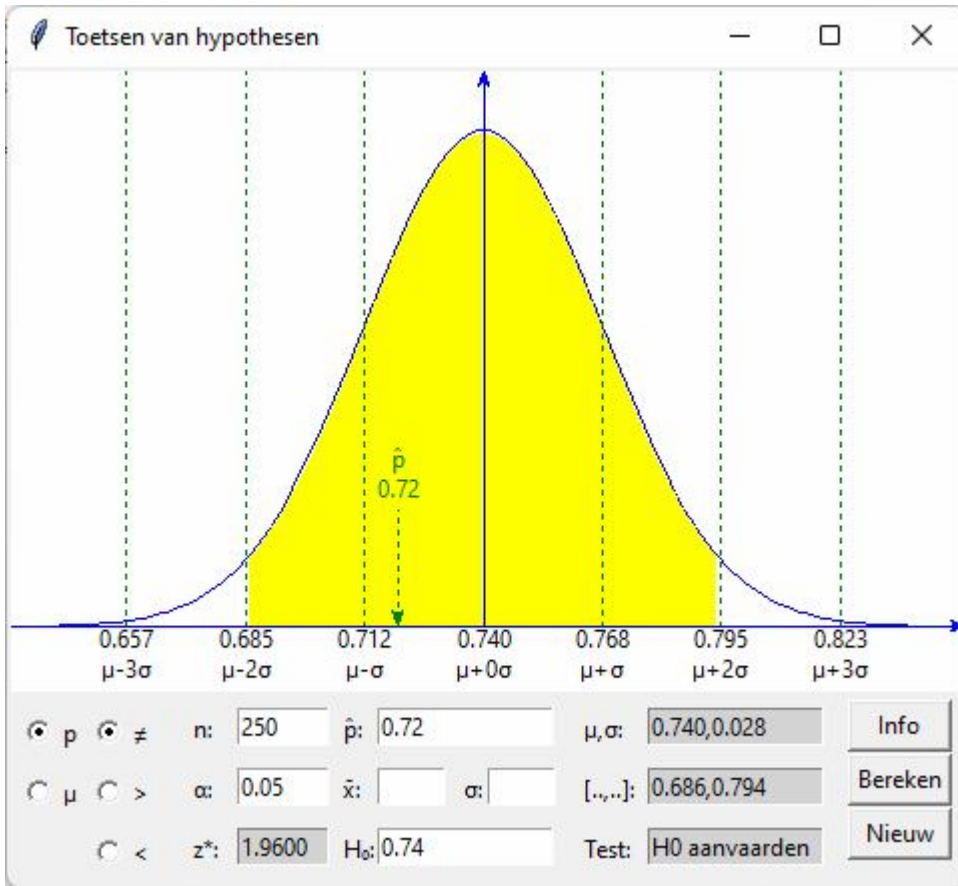 Toetsen van hypothesen
p̂
0.72
0.657 0.685 0.712 0.740 0.768 0.795 0.823
μ-3σ μ-2σ μ-σ μ+0σ μ+σ μ+2σ μ+3σ
p ≠ n: 250 p̂: 0.72 μ,σ: 0.740,0.028 Info
μ > α: 0.05 x̄: σ: [..,..]: 0.686,0.794 Bereken
< z*: 1.9600 H₀: 0.74 Test: H0 aanvaarden Nieuw